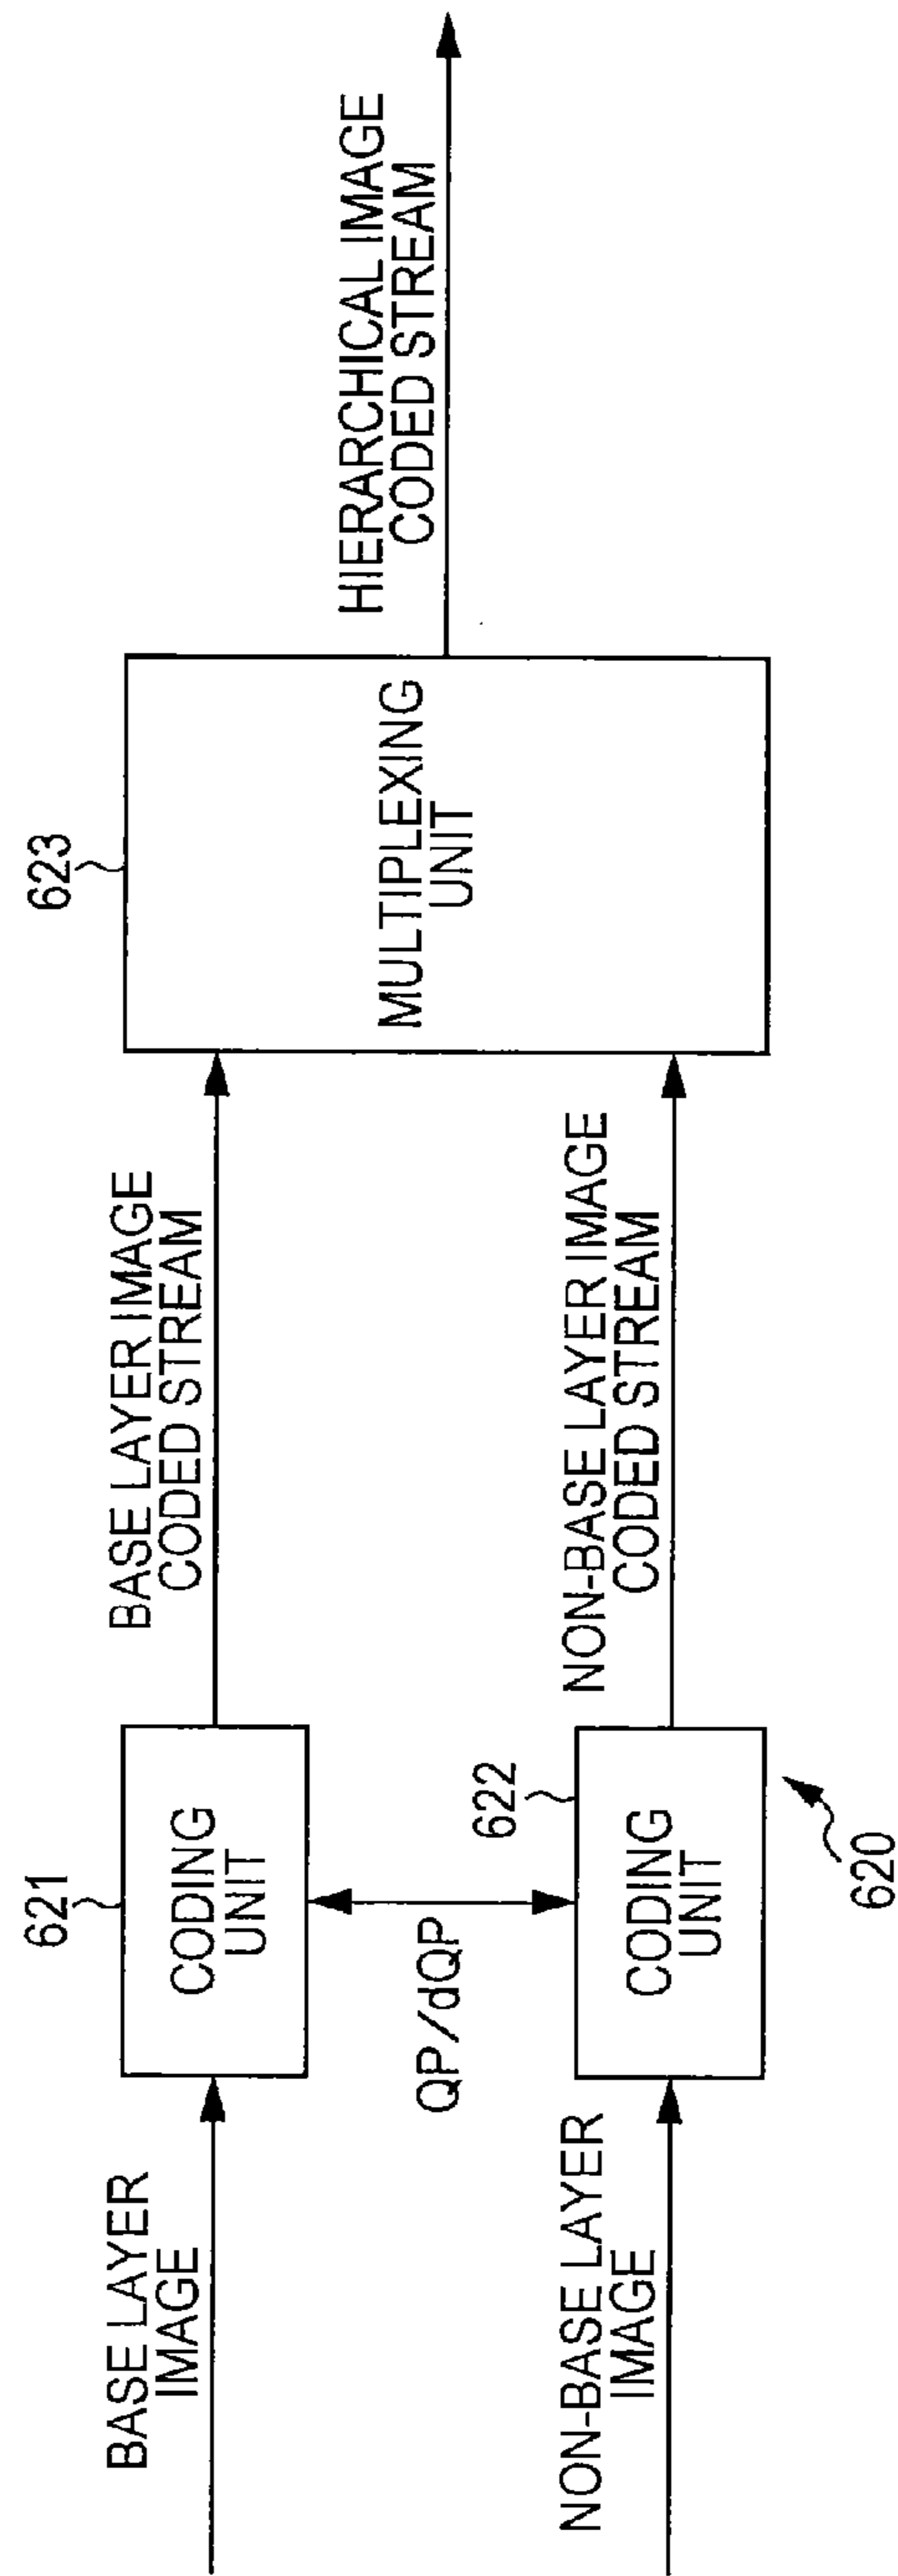 BASE LAYER
IMAGE
621
CODING
UNIT
BASE LAYER IMAGE
CODED STREAM
QP/dQP
NON-BASE LAYER
IMAGE
622
CODING
UNIT
620
NON-BASE LAYER IMAGE
CODED STREAM
623
MULTIPLEXING
UNIT
HIERARCHICAL IMAGE
CODED STREAM